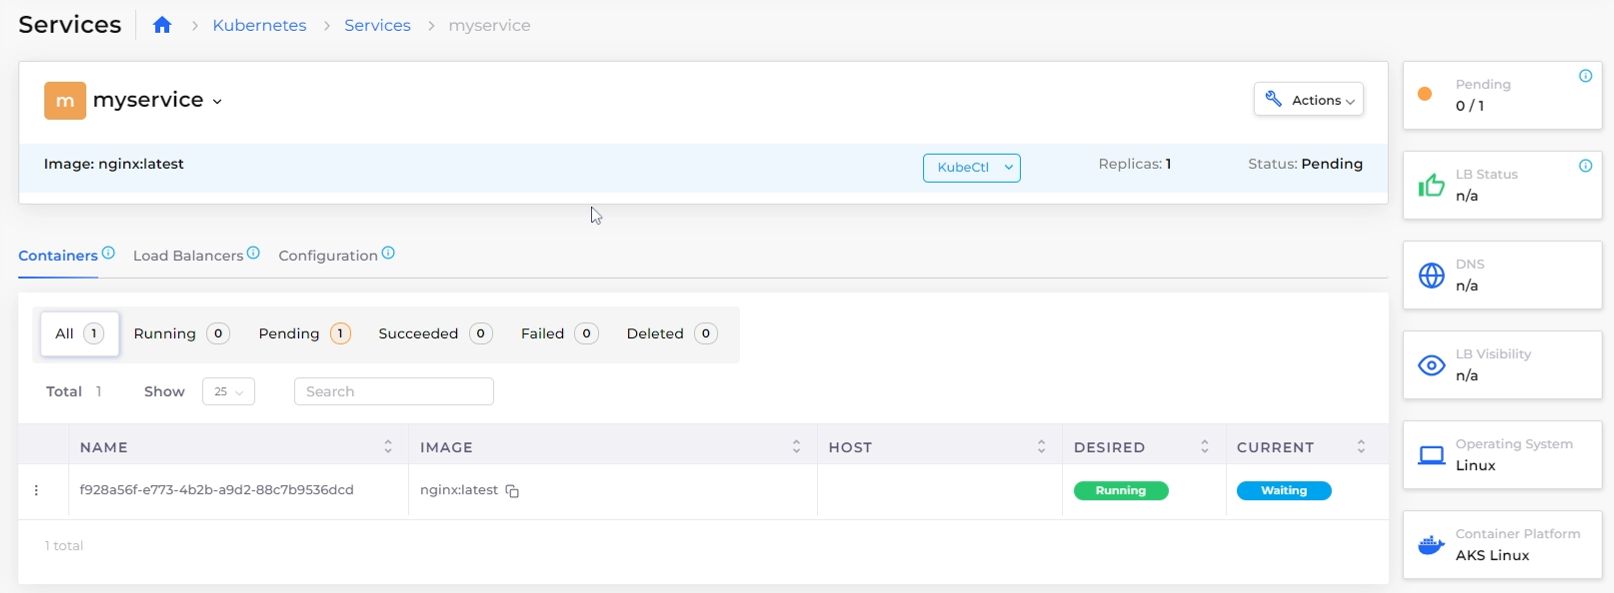 Services Kubernetes Services myservice
m myservice Actions
Image: nginx:latest KubeCtl Replicas: 1 Status: Pending
Pending
0 / 1
LB Status
n/a
DNS
n/a
LB Visibility
n/a
Operating System
Linux
Container Platform
AKS Linux
Containers Load Balancers Configuration
All 1 Running 0 Pending 1 Succeeded 0 Failed 0 Deleted 0
Total 1 Show 25 Search
NAME IMAGE HOST DESIRED CURRENT
f928a56f-e773-4b2b-a9d2-88c7b9536dcd nginx:latest Running Waiting
1 total